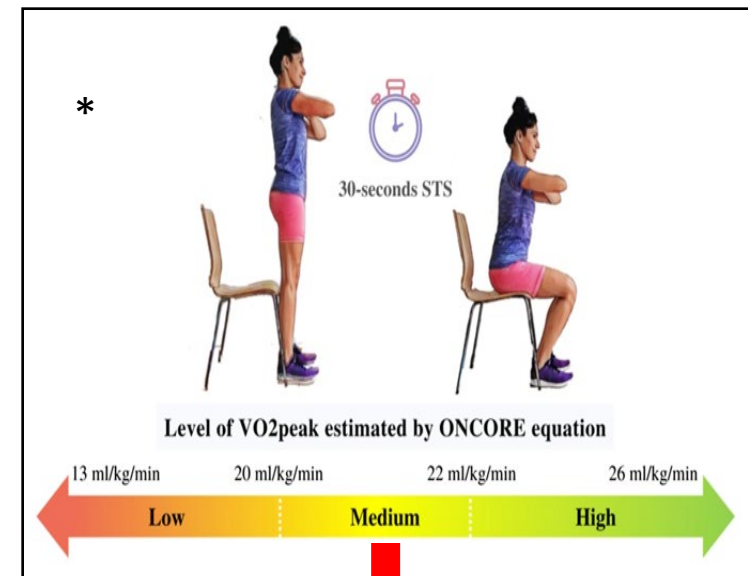 *
30-seconds STS
Level of VO2peak estimated by ONCORE equation
13 ml/kg/min 20 ml/kg/min 22 ml/kg/min 26 ml/kg/min
Low Medium High